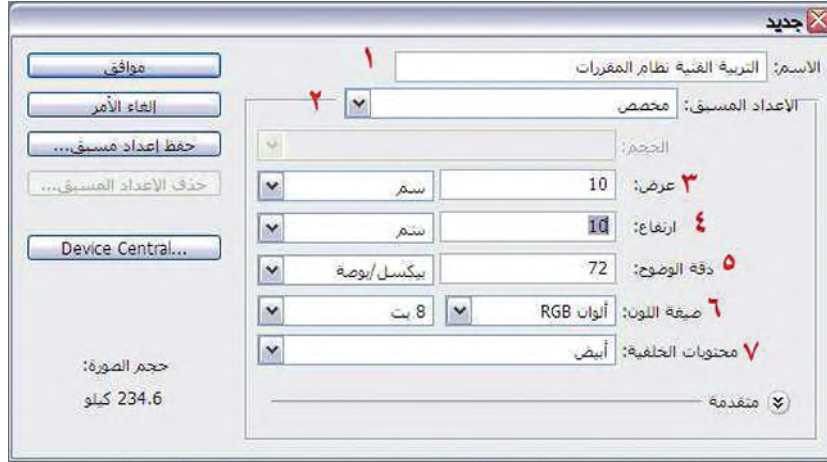 جديد
الاسم: التربية الفنية نظام المقررات ١
الاعداد المسبق: مخصص ٢
الحجم:
٣ عرض: 10 سم
٤ ارتفاع: 10 سم
٥ دقة الوضوح: 72 بيكسل/بوصة
٦ صيغة اللون: ألوان RGB 8 بت
٧ محتويات الخلفية: أبيض
متقدمة
موافق
إلغاء الأمر
حفظ إعداد مسبق...
حذف الاعداد المسبق...
Device Central...
حجم الصورة:
234.6 كيلو